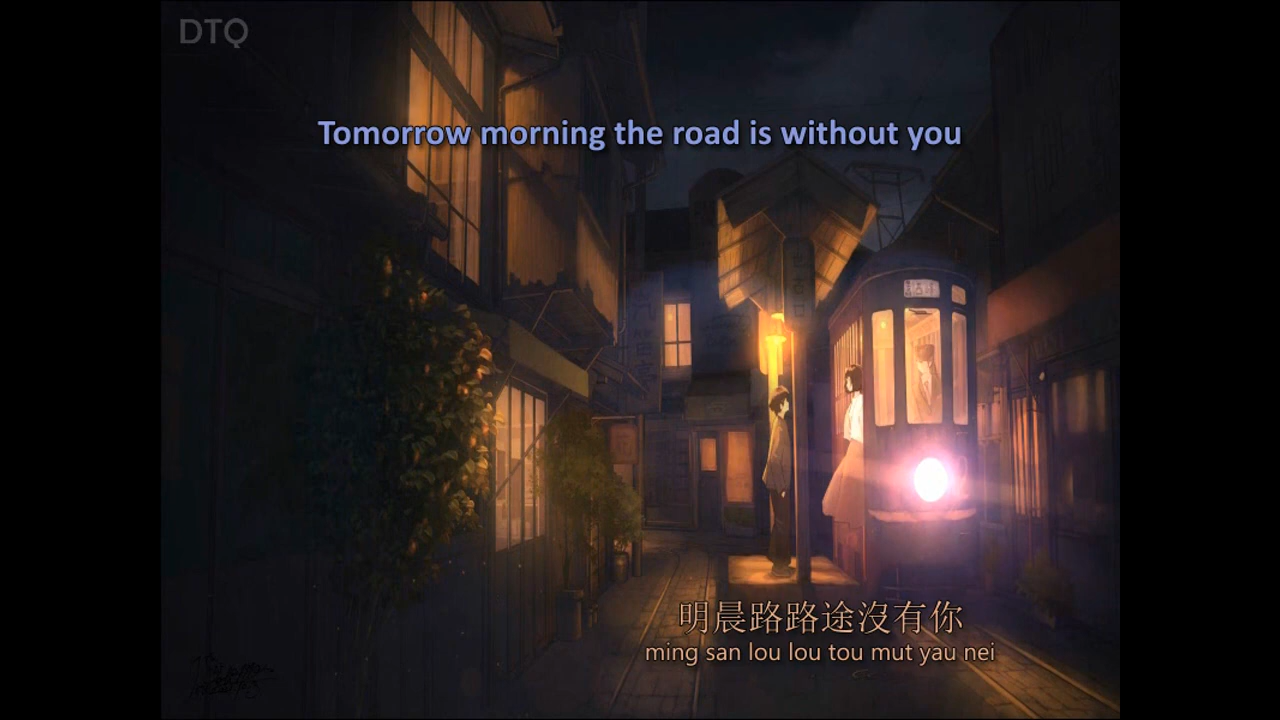 DTQ
Tomorrow morning the road is without you
明晨路路途沒有你
ming san lou lou tou mut yau nei